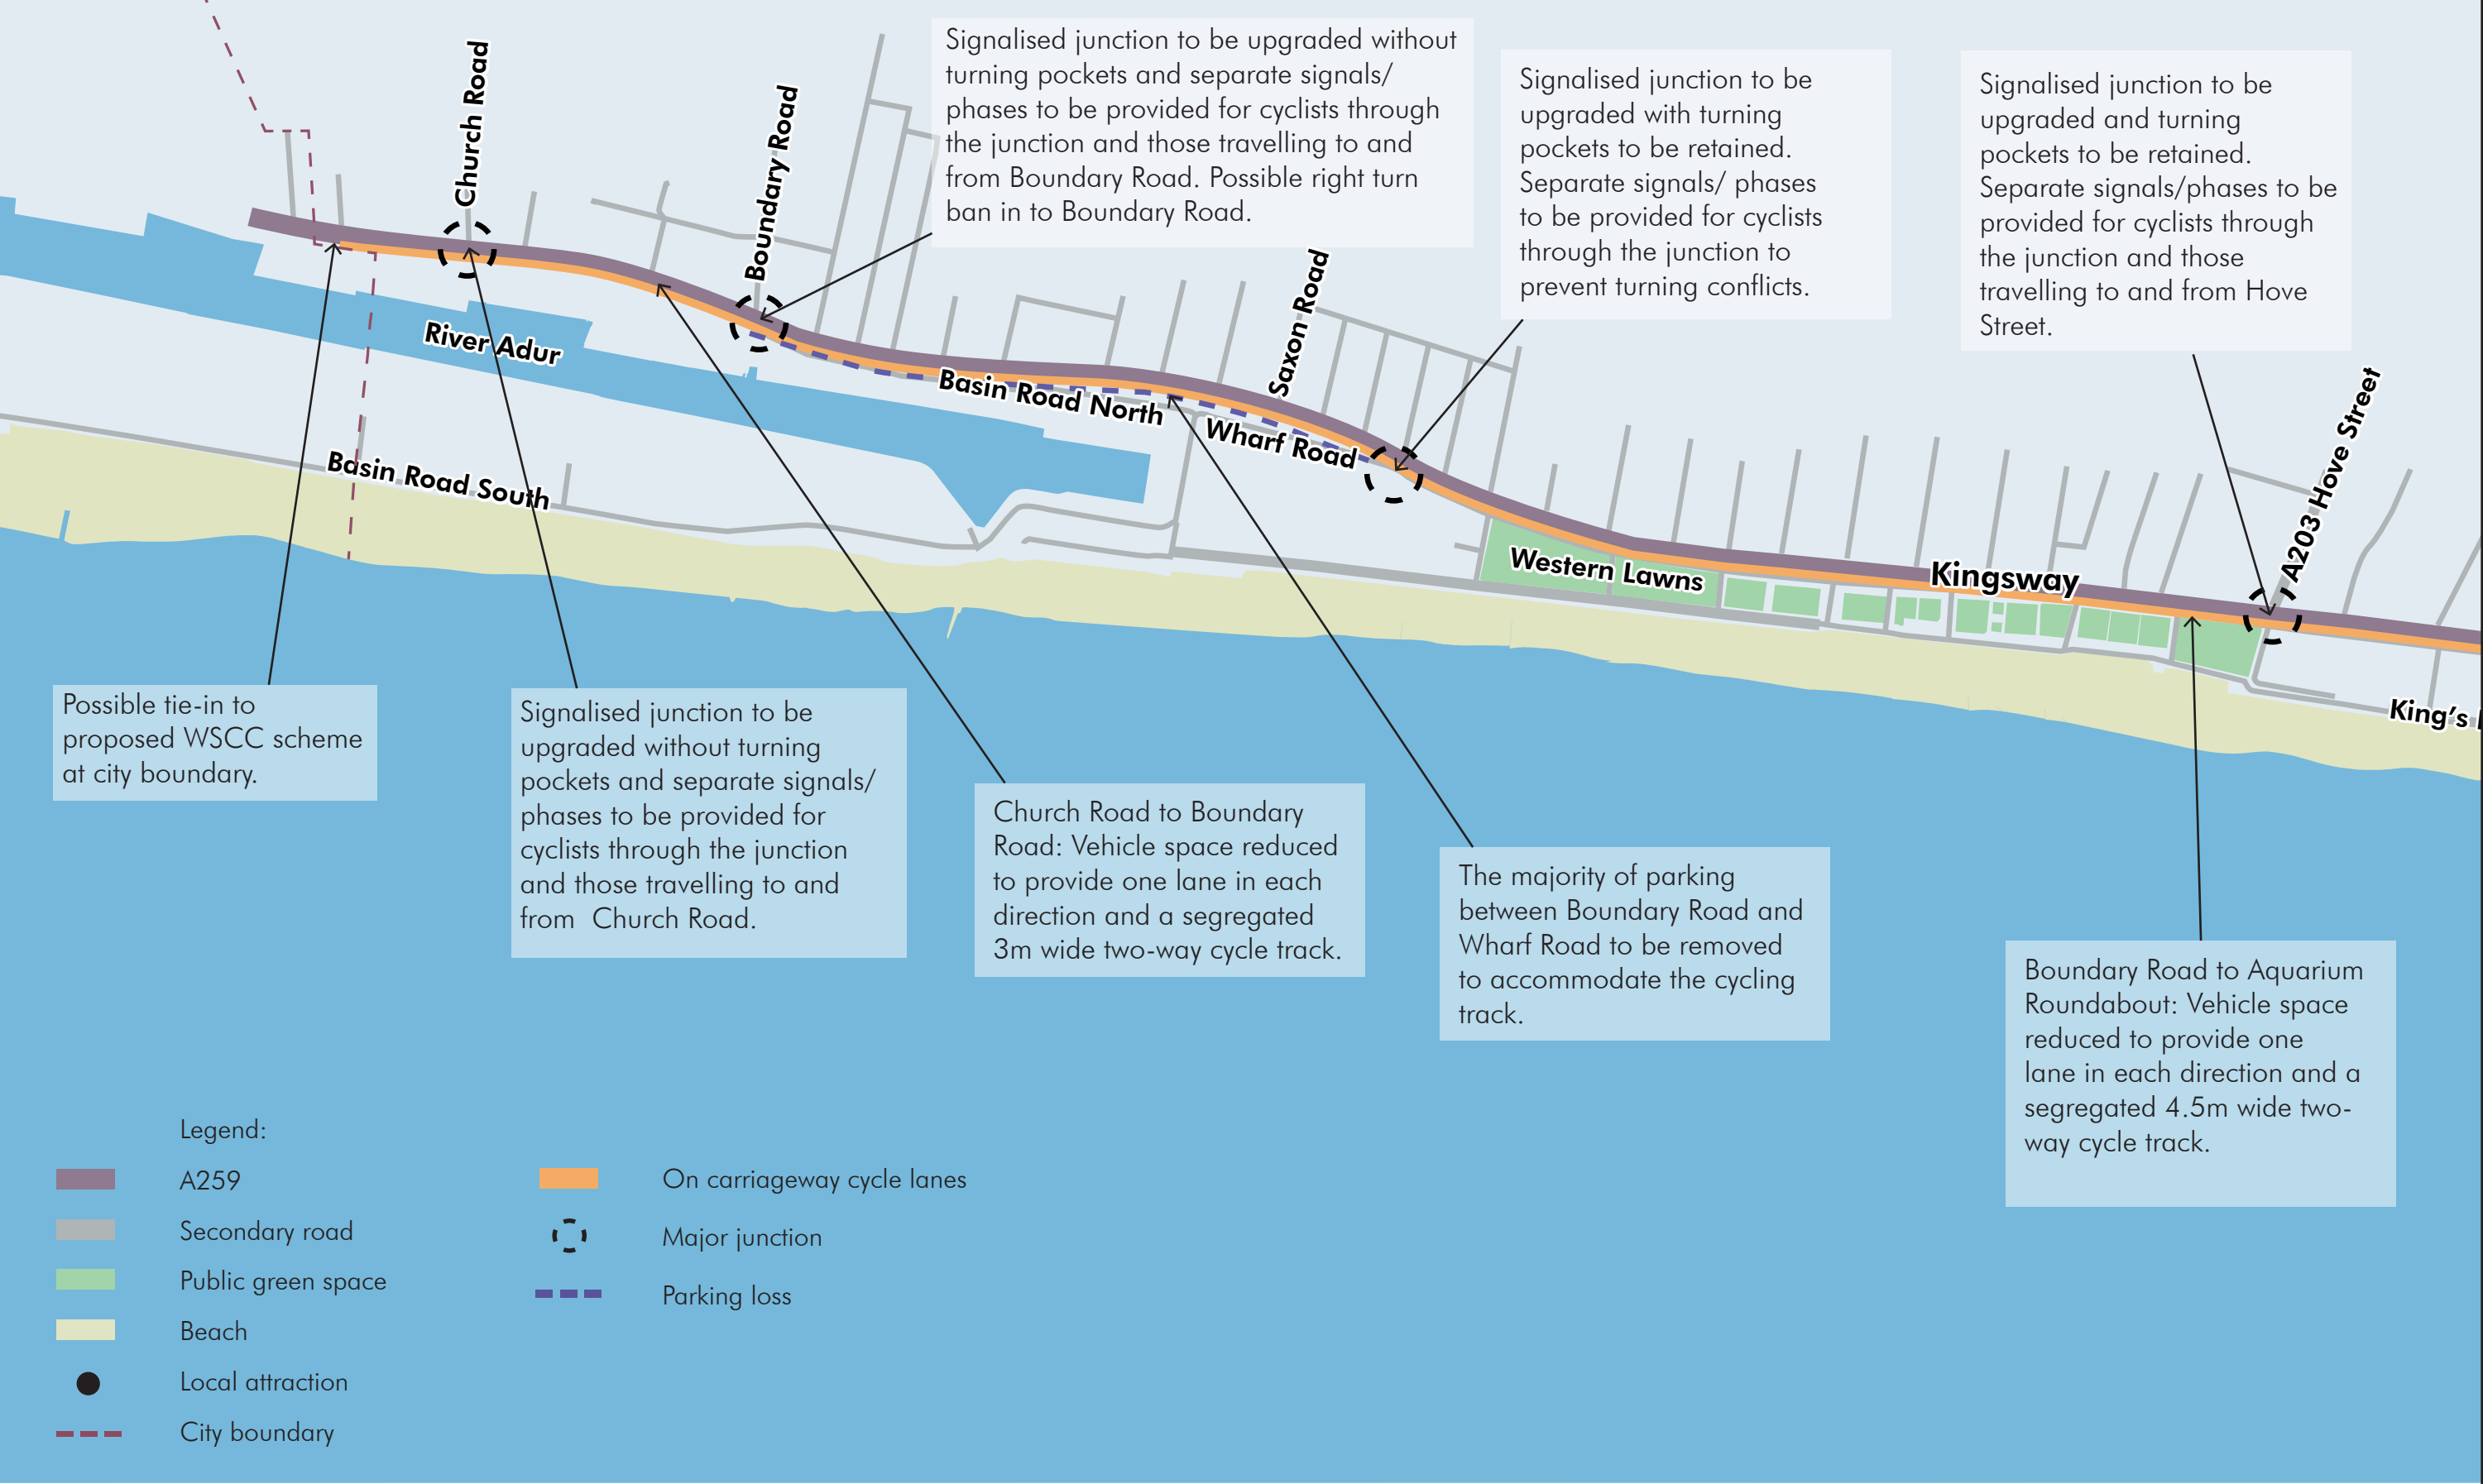 Church Road
Boundary Road
Signalised junction to be upgraded without
turning pockets and separate signals/
phases to be provided for cyclists through
the junction and those travelling to and
from Boundary Road. Possible right turn
ban in to Boundary Road.
Signalised junction to be
upgraded with turning
pockets to be retained.
Separate signals/ phases
to be provided for cyclists
through the junction to
prevent turning conflicts.
Signalised junction to be
upgraded and turning
pockets to be retained.
Separate signals/phases to be
provided for cyclists through
the junction and those
travelling to and from Hove
Street.
Saxon Road
River Adur
Basin Road North
Wharf Road
A203 Hove Street
Basin Road South
Western Lawns
Kingsway
King's
Possible tie-in to
proposed WSCC scheme
at city boundary.
Signalised junction to be
upgraded without turning
pockets and separate signals/
phases to be provided for
cyclists through the junction
and those travelling to and
from  Church Road.
Church Road to Boundary
Road: Vehicle space reduced
to provide one lane in each
direction and a segregated
3m wide two-way cycle track.
The majority of parking
between Boundary Road and
Wharf Road to be removed
to accommodate the cycling
track.
Boundary Road to Aquarium
Roundabout: Vehicle space
reduced to provide one
lane in each direction and a
segregated 4.5m wide two-
way cycle track.
Legend:
A259
Secondary road
Public green space
Beach
Local attraction
City boundary
On carriageway cycle lanes
Major junction
Parking loss